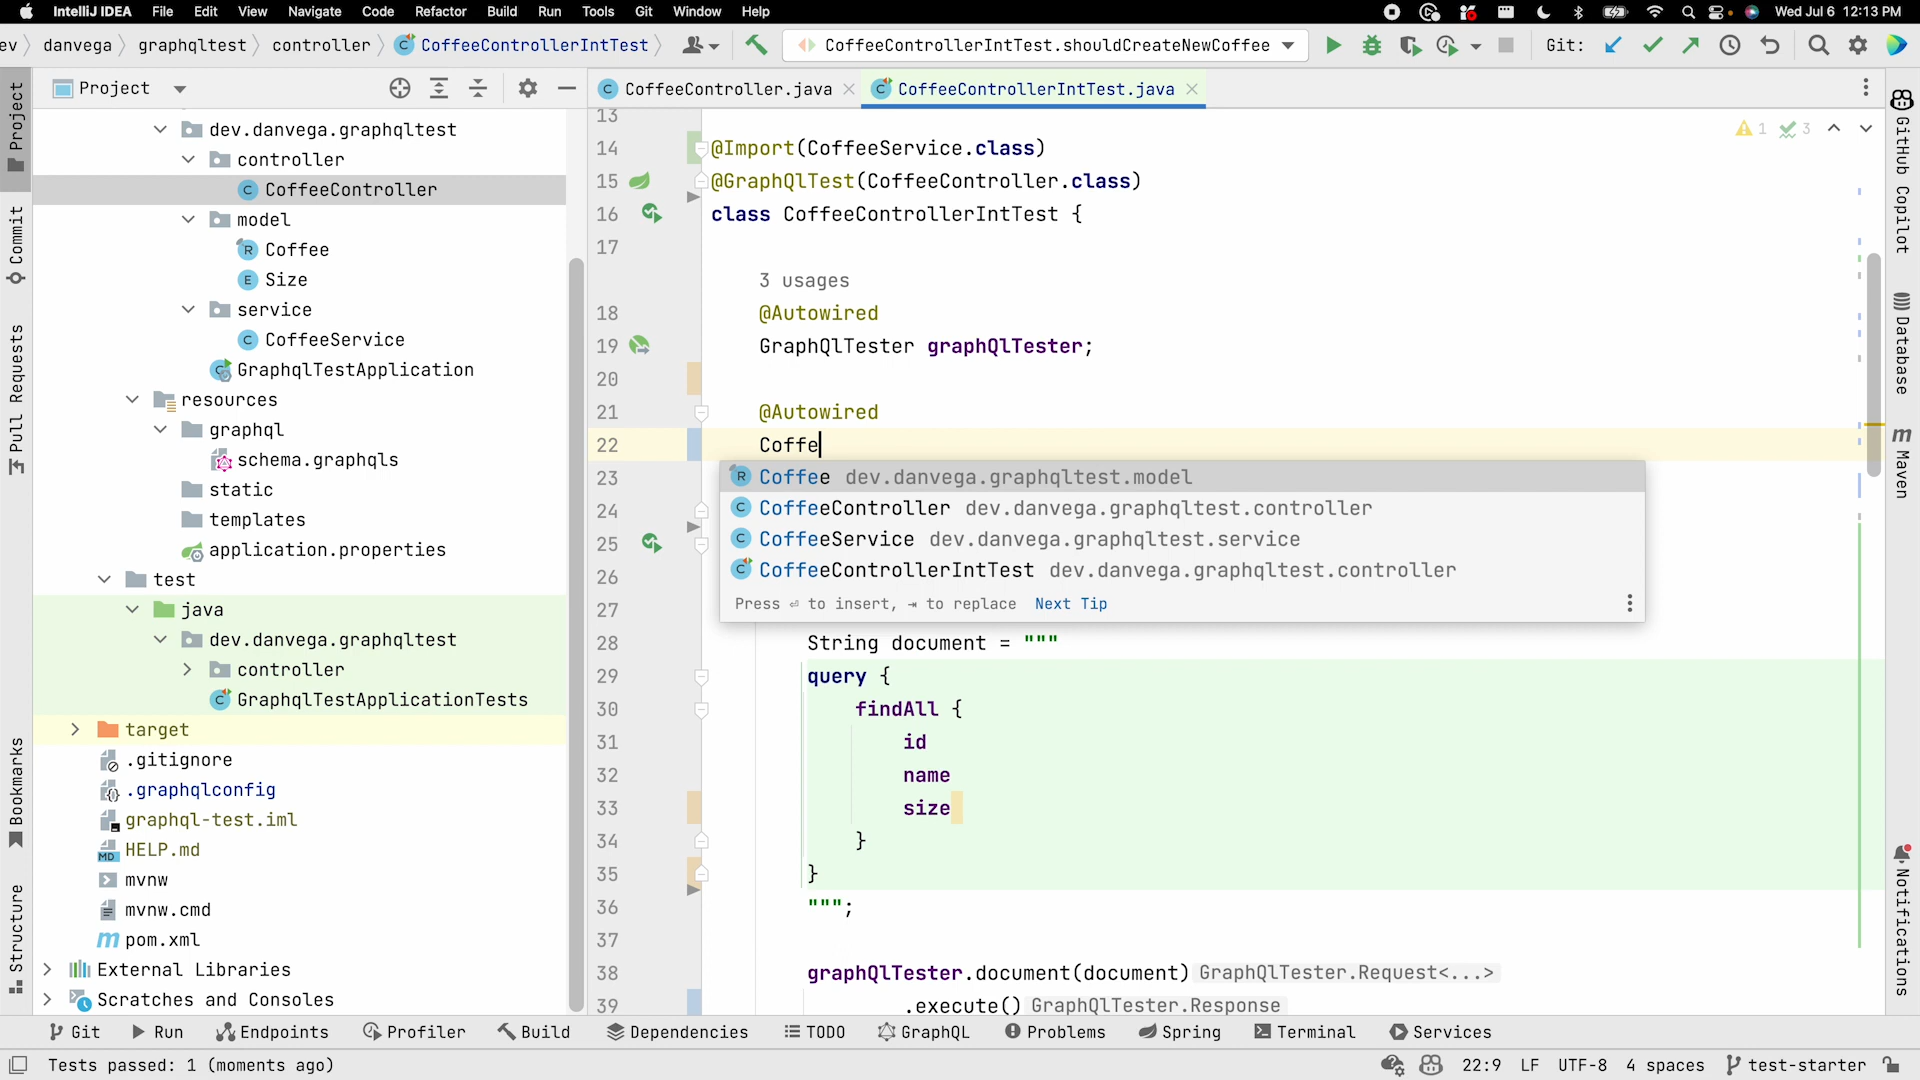 IntelliJ IDEA File Edit View Navigate Code Refactor Build Run Tools Git Window Help Wed Jul 6 12:13 PM
ev danvega graphqltest controller CoffeeControllerIntTest CoffeeControllerIntTest.shouldCreateNewCoffee Git:
Project
CoffeeController.java CoffeeControllerIntTest.java
Project
Commit
Pull Requests
Bookmarks
Structure
dev.danvega.graphqltest
controller
CoffeeController
model
Coffee
Size
service
CoffeeService
GraphqlTestApplication
resources
graphql
schema.graphqls
static
templates
application.properties
test
java
dev.danvega.graphqltest
controller
GraphqlTestApplicationTests
target
.gitignore
.graphqlconfig
graphql-test.iml
HELP.md
mvnw
mvnw.cmd
pom.xml
External Libraries
Scratches and Consoles
13
1 3
14 @Import(CoffeeService.class)
15 @GraphQlTest(CoffeeController.class)
16 class CoffeeControllerIntTest {
17
3 usages
18 @Autowired
19 GraphQlTester graphQlTester;
20
21 @Autowired
22 Coffe
23 Coffee dev.danvega.graphqltest.model
24 CoffeeController dev.danvega.graphqltest.controller
25 CoffeeService dev.danvega.graphqltest.service
26 CoffeeControllerIntTest dev.danvega.graphqltest.controller
27 Press ⏎ to insert, ⇥ to replace Next Tip
28 String document = """
29 query {
30 findAll {
31 id
32 name
33 size
34 }
35 }
36 """;
37
38 graphQlTester.document(document) GraphQlTester.Request<...>
39 .execute() GraphQlTester.Response
GitHub Copilot
Database
Maven
Notifications
Git Run Endpoints Profiler Build Dependencies TODO GraphQL Problems Spring Terminal Services
Tests passed: 1 (moments ago) 22:9 LF UTF-8 4 spaces test-starter